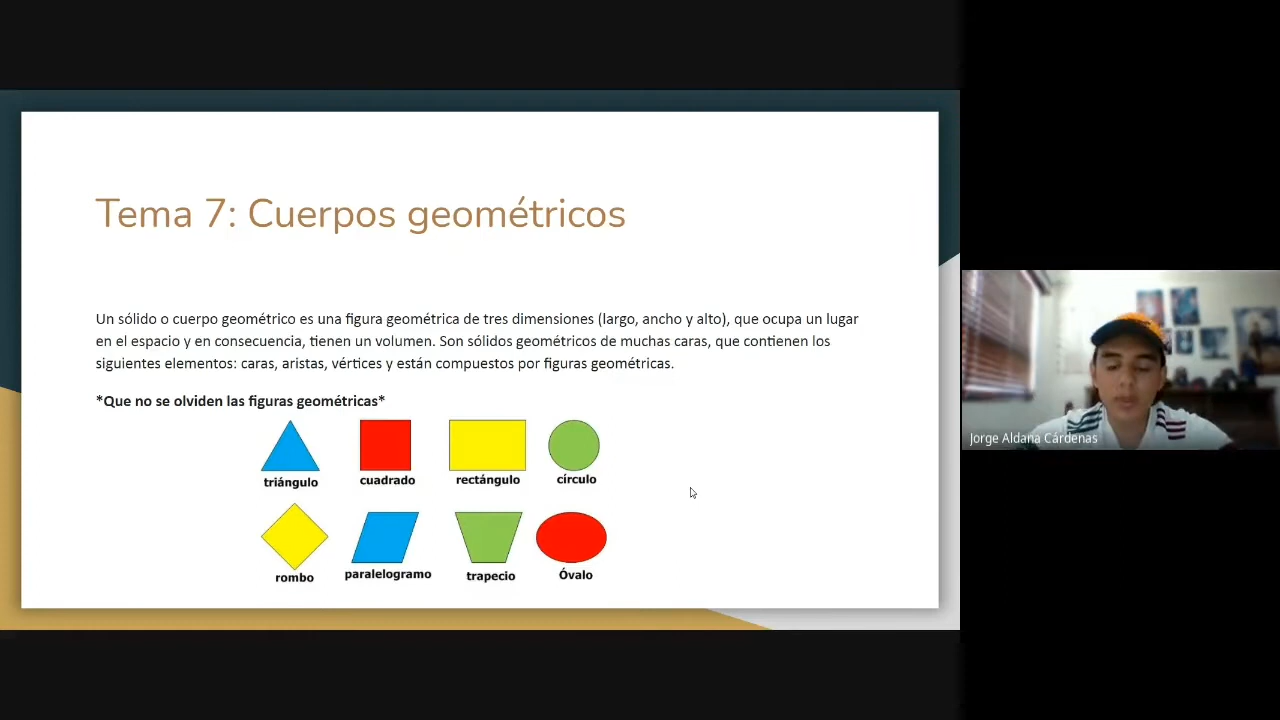 Tema 7: Cuerpos geométricos
Un sólido o cuerpo geométrico es una figura geométrica de tres dimensiones (largo, ancho y alto), que ocupa un lugar
en el espacio y en consecuencia, tienen un volumen. Son sólidos geométricos de muchas caras, que contienen los
siguientes elementos: caras, aristas, vértices y están compuestos por figuras geométricas.
*Que no se olviden las figuras geométricas*
triángulo cuadrado rectángulo círculo
rombo paralelogramo trapecio Óvalo
Jorge Aldana Cárdenas